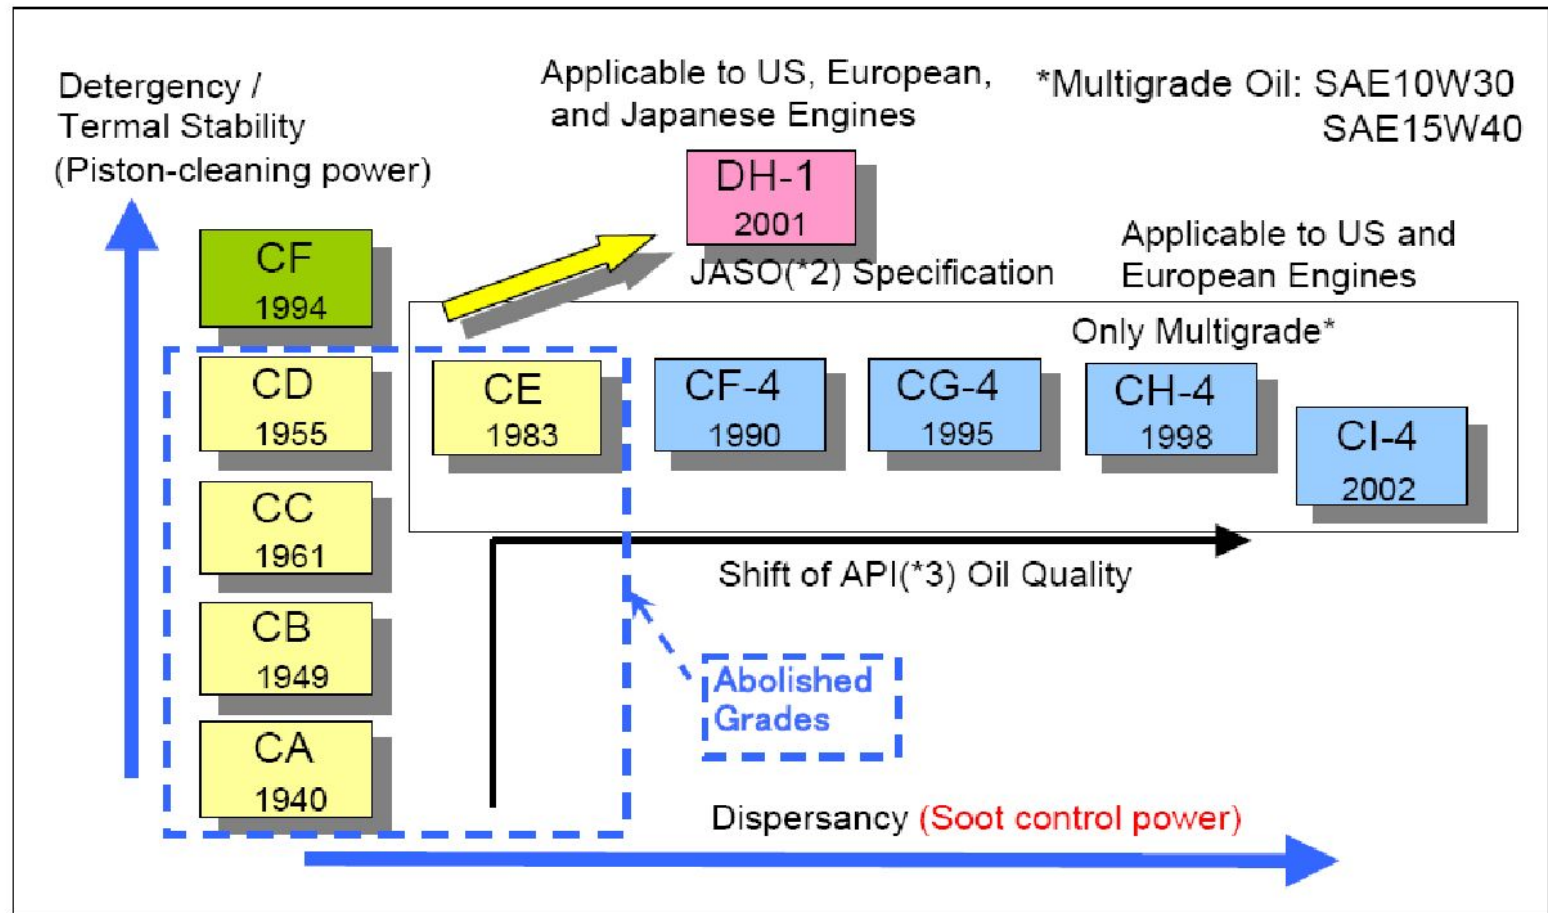 Detergency /
Termal Stability
(Piston-cleaning power)
Applicable to US, European,
and Japanese Engines
*Multigrade Oil: SAE10W30
SAE15W40
DH-1
2001
JASO(*2) Specification
Applicable to US and
European Engines
Only Multigrade*
CF
1994
CD
1955
CE
1983
CF-4
1990
CG-4
1995
CH-4
1998
CI-4
2002
CC
1961
Shift of API(*3) Oil Quality
CB
1949
Abolished
Grades
CA
1940
Dispersancy (Soot control power)